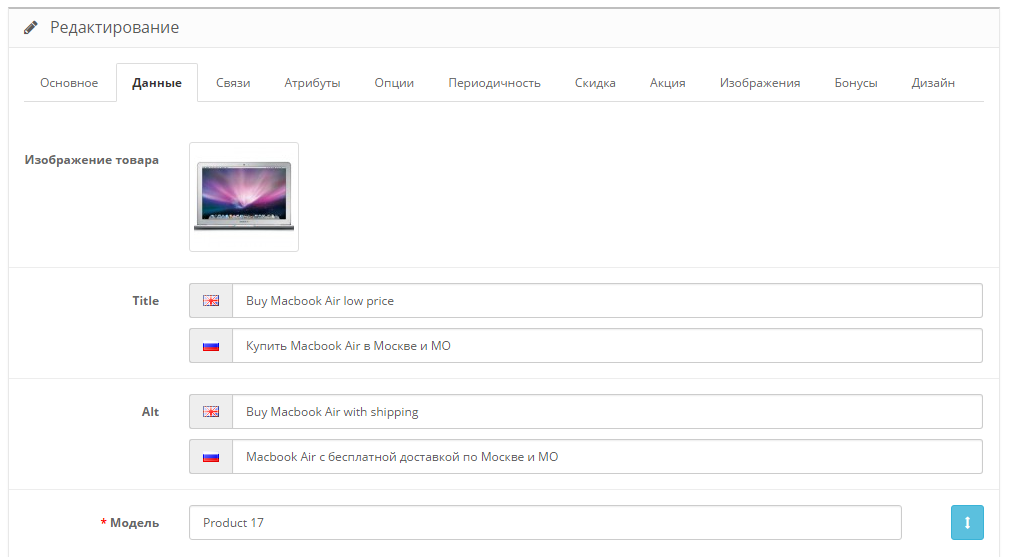 Редактирование
Основное Данные Связи Атрибуты Опции Периодичность Скидка Акция Изображения Бонусы Дизайн
Изображение товара
Title Buy Macbook Air low price
Купить Macbook Air в Москве и МО
Alt Buy Macbook Air with shipping
Macbook Air с бесплатной доставкой по Москве и МО
* Модель Product 17